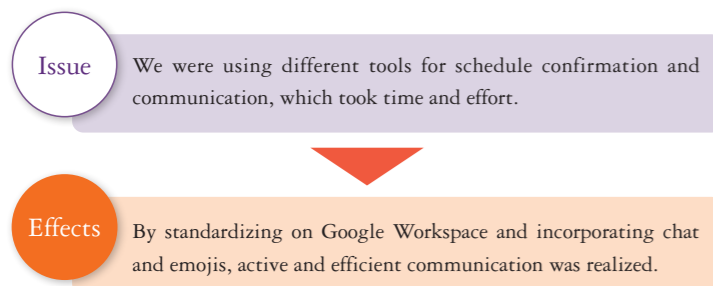 Issue
We were using different tools for schedule confirmation and
communication, which took time and effort.
Effects
By standardizing on Google Workspace and incorporating chat
and emojis, active and efficient communication was realized.